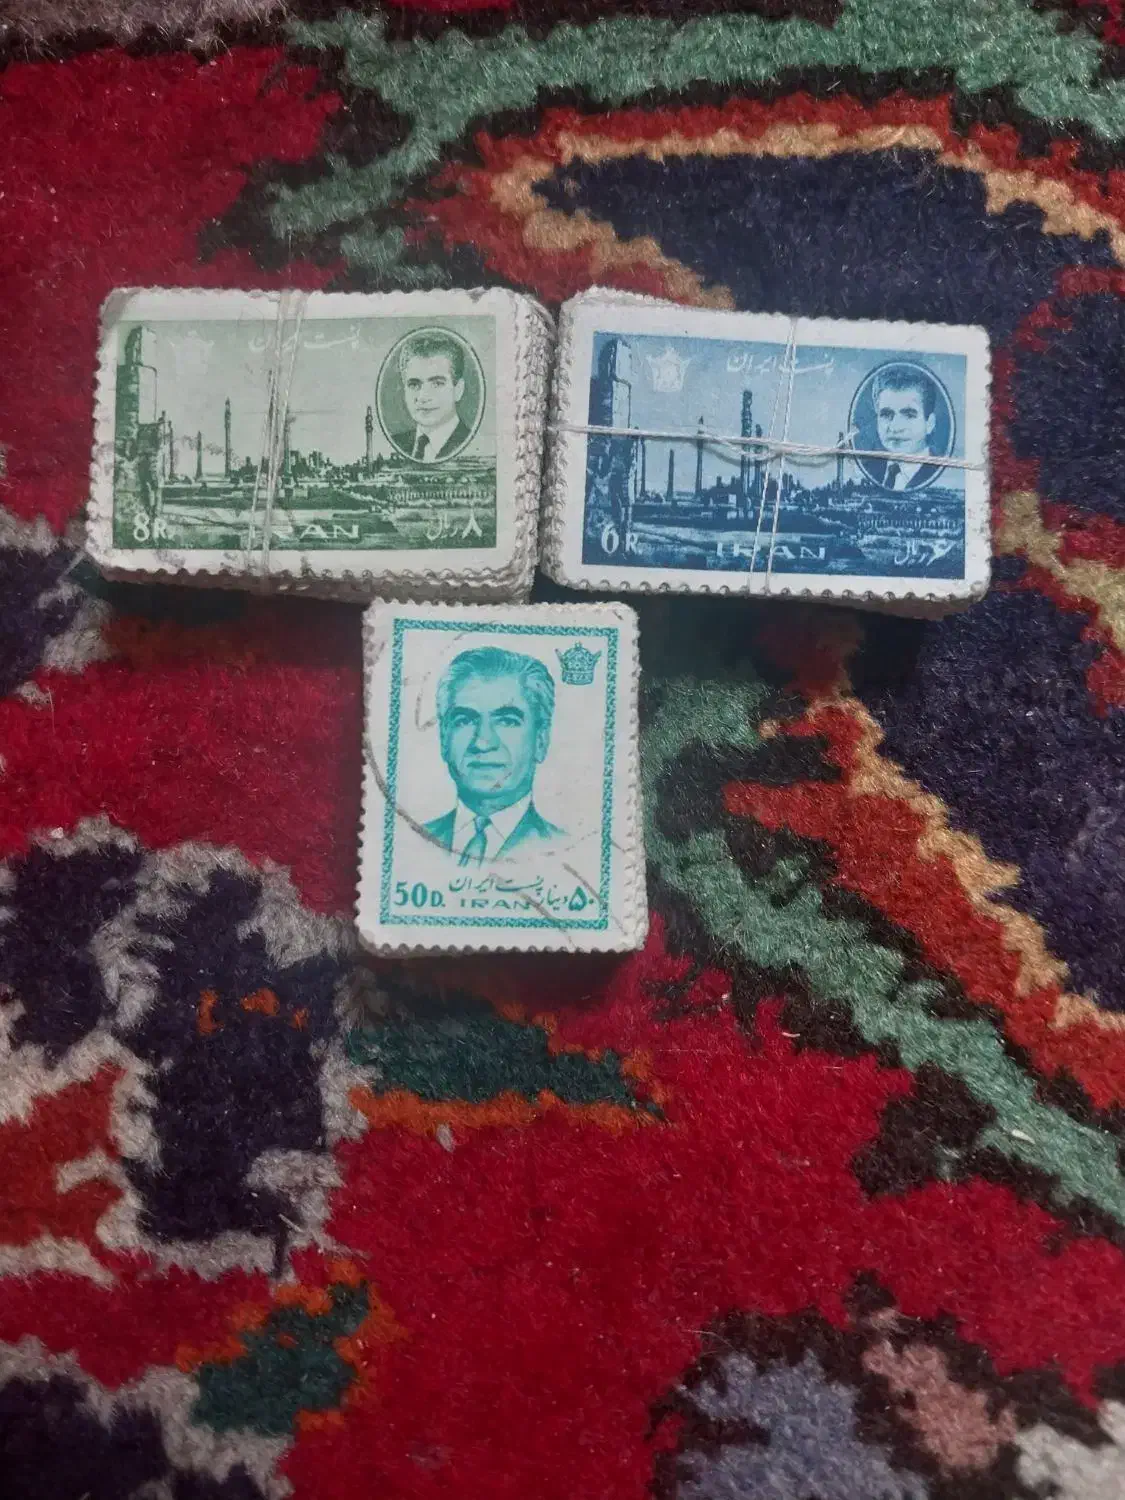 پست ایران
8R. IRAN ۸ ریال
پست ایران
6R. IRAN ۶ ریال
50D. پست ایران ۵۰ دینار
IRAN